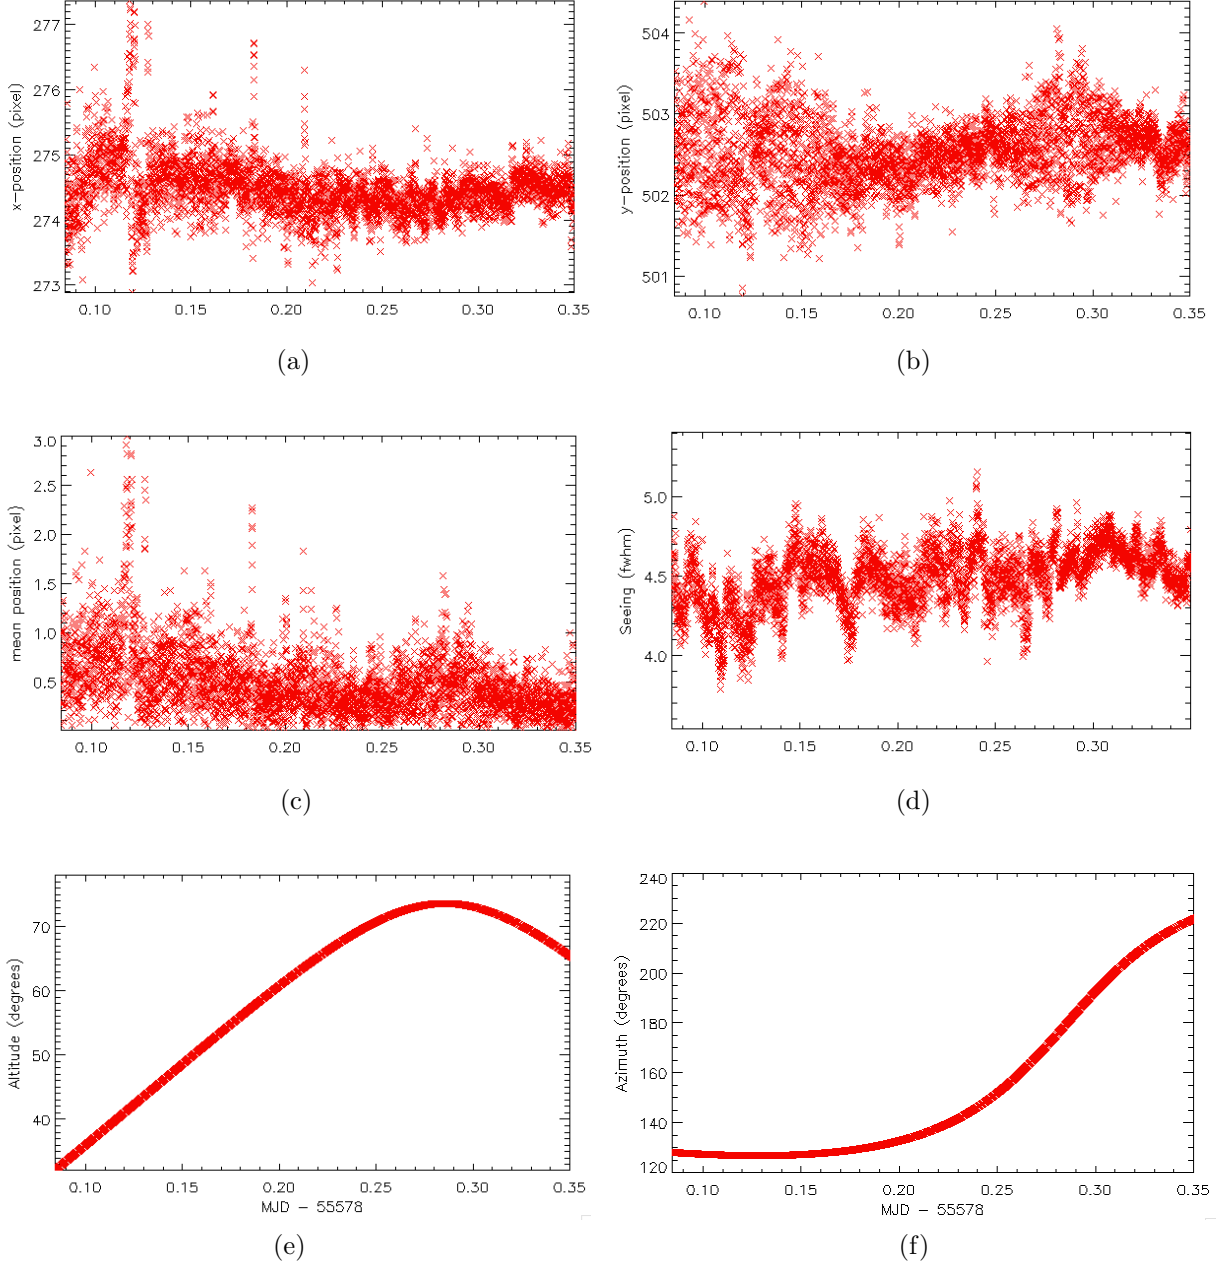 277
276
275
274
273
x-position (pixel)
0.10 0.15 0.20 0.25 0.30 0.35
(a)
504
503
502
501
y-position (pixel)
0.10 0.15 0.20 0.25 0.30 0.35
(b)
3.0
2.5
2.0
1.5
1.0
0.5
mean position (pixel}
0.10 0.15 0.20 0.25 0.30 0.35
(c)
5.0
4.5
4.0
Seeing (fwhm)
0.10 0.15 0.20 0.25 0.30
(d)
70
60
50
40
Altitude (degrees)
0.10 0.15 0.20 0.25 0.30 0.35
MJD - 55578
(e)
240
220
200
180
160
140
120
Azimuth (degrees)
0.10 0.15 0.20 0.25 0.30 0.35
MJD - 55578
(f)